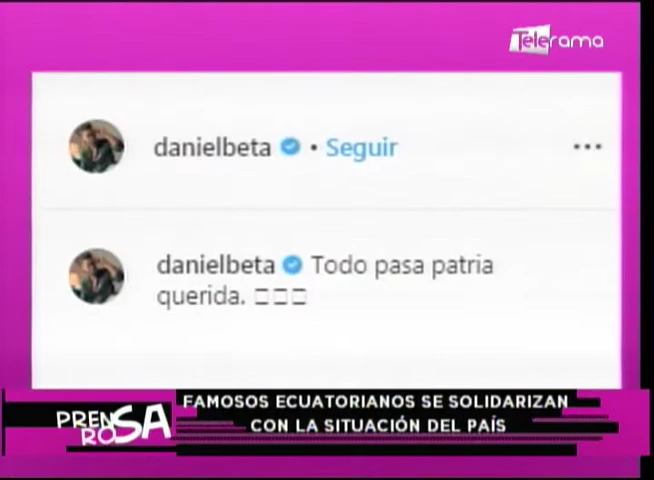 Telerama
danielbeta • Seguir
danielbeta Todo pasa patria
querida. □□□
FAMOSOS ECUATORIANOS SE SOLIDARIZAN
CON LA SITUACIÓN DEL PAÍS
PRENSA
ROSA